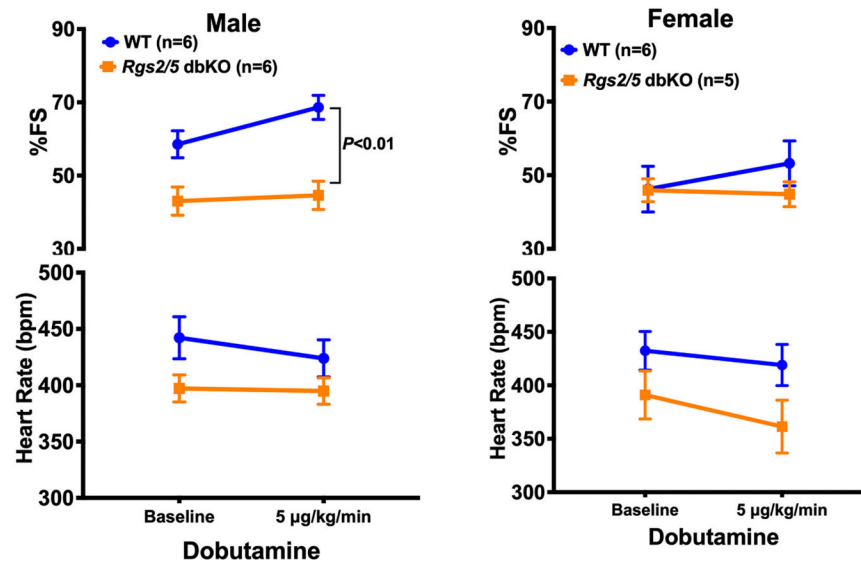 Male
90
WT (n=6)
Rgs2/5 dbKO (n=6)
70
%FS
P<0.01
50
30
500
Heart Rate (bpm)
450
400
350
300
Baseline
5 µg/kg/min
Dobutamine
Female
90
WT (n=6)
Rgs2/5 dbKO (n=5)
70
%FS
50
30
500
Heart Rate (bpm)
450
400
350
300
Baseline
5 µg/kg/min
Dobutamine